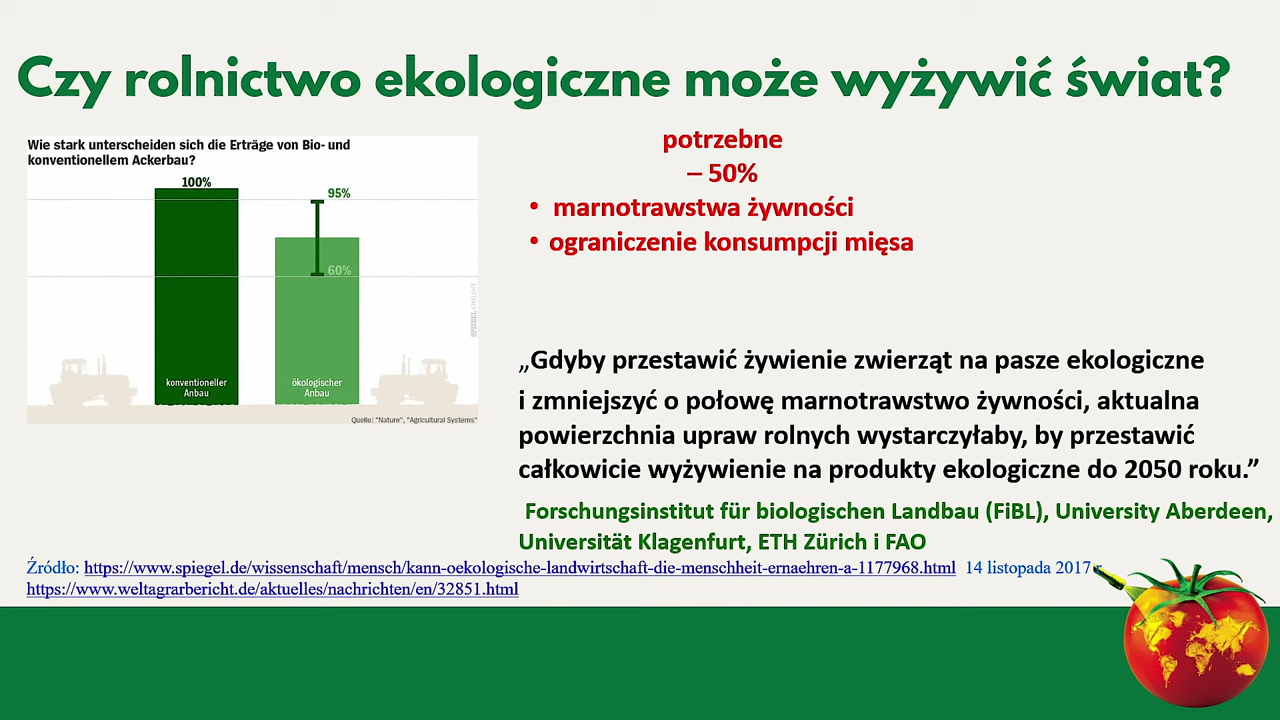 Czy rolnictwo ekologiczne może wyżywić świat?
Wie stark unterscheiden sich die Erträge von Bio- und
konventionellem Ackerbau?
100%
95%
60%
konventioneller
Anbau
ökologischer
Anbau
SPIEGEL ONLINE
Quelle: "Nature", "Agricultural Systems"
potrzebne
– 50%
• marnotrawstwa żywności
• ograniczenie konsumpcji mięsa
„Gdyby przestawić żywienie zwierząt na pasze ekologiczne
i zmniejszyć o połowę marnotrawstwo żywności, aktualna
powierzchnia upraw rolnych wystarczyłaby, by przestawić
całkowicie wyżywienie na produkty ekologiczne do 2050 roku.”
Forschungsinstitut für biologischen Landbau (FiBL), University Aberdeen,
Universität Klagenfurt, ETH Zürich i FAO
Źródło: https://www.spiegel.de/wissenschaft/mensch/kann-oekologische-landwirtschaft-die-menschheit-ernaehren-a-1177968.html 14 listopada 2017 r
https://www.weltagrarbericht.de/aktuelles/nachrichten/en/32851.html